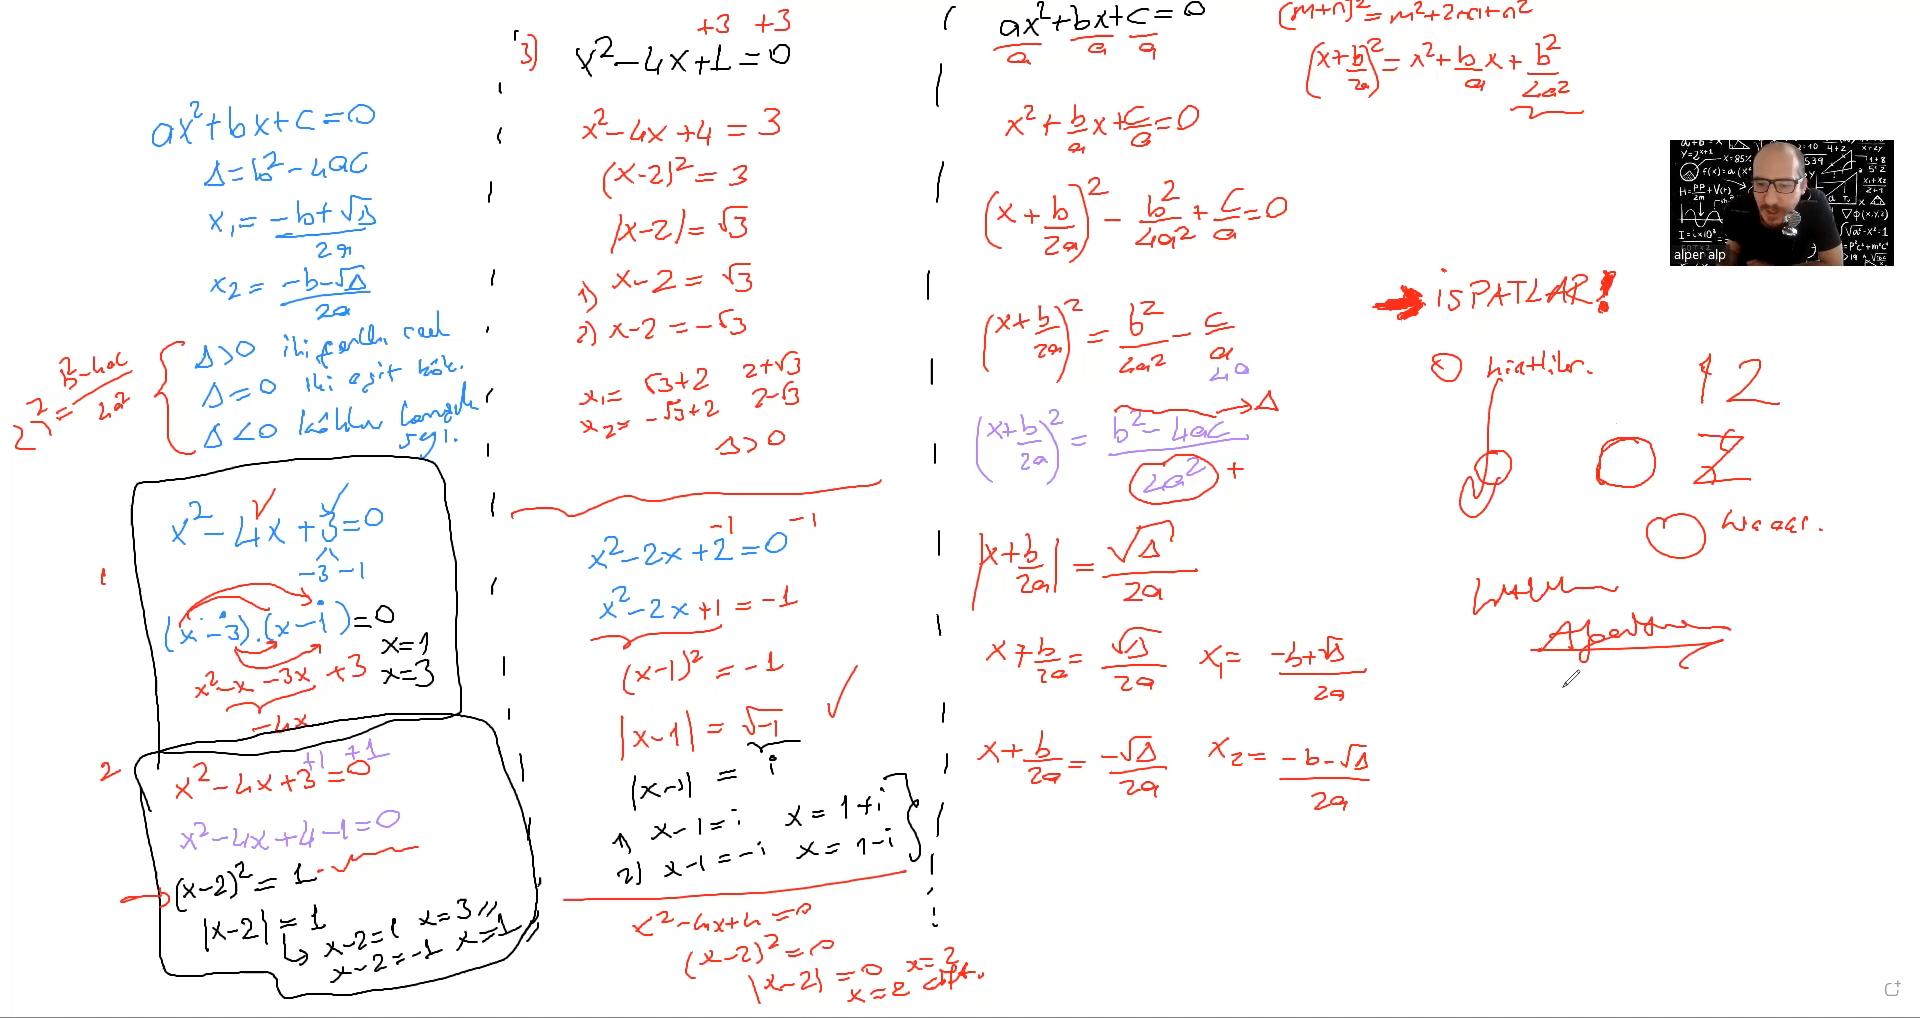 ax²+bx+c=0
Δ=b²-4ac
x₁=(-b+√Δ)/2a
x₂=(-b-√Δ)/2a
Δ>0 iki farklı reel
Δ=0 iki eşit kök.
Δ<0 kökler
b²-4ac
4a²
x²-4x+3=0
-3 -1
1
(x-3).(x-1)=0
x=1
x²-x-3x+3
x=3
-4x
2
+1 +1
x²-4x+3=0
x²-4x+4-1=0
(x-2)²=1
|x-2|=1
x-2=1 x=3
x-2=-1 x=1
3)
+3 +3
x²-4x+1=0
x²-4x+4=3
(x-2)²=3
|x-2|=√3
1) x-2=√3
2) x-2=-√3
x₁=√3+2 2+√3
x₂=-√3+2 2-√3
Δ>0
-1 -1
x²-2x+2=0
x²-2x+1=-1
(x-1)²=-1
|x-1|=√-1
|x-1|=i
1) x-1=i x=1+i
2) x-1=-i x=1-i
x²-4x+4=0
(x-2)²=0
|x-2|=0 x=2
x=2 çift.
ax²+bx+c=0
a a a
x²+b/a x+c/a=0
(x+b/2a)²-b²/4a²+c/a=0
(x+b/2a)²=b²/4a²-c/a
4a
(x+b/2a)²=(b²-4ac)/4a² →Δ
+
|x+b/2a|=√Δ/2a
x+b/2a=√Δ/2a x₁=(-b+√Δ)/2a
x+b/2a=-√Δ/2a x₂=(-b-√Δ)/2a
(m+n)²=m²+2mn+n²
(x+b/2a)²=x²+b/a x+b²/4a²
alper alp
→ iSPATLAR!
12
Z